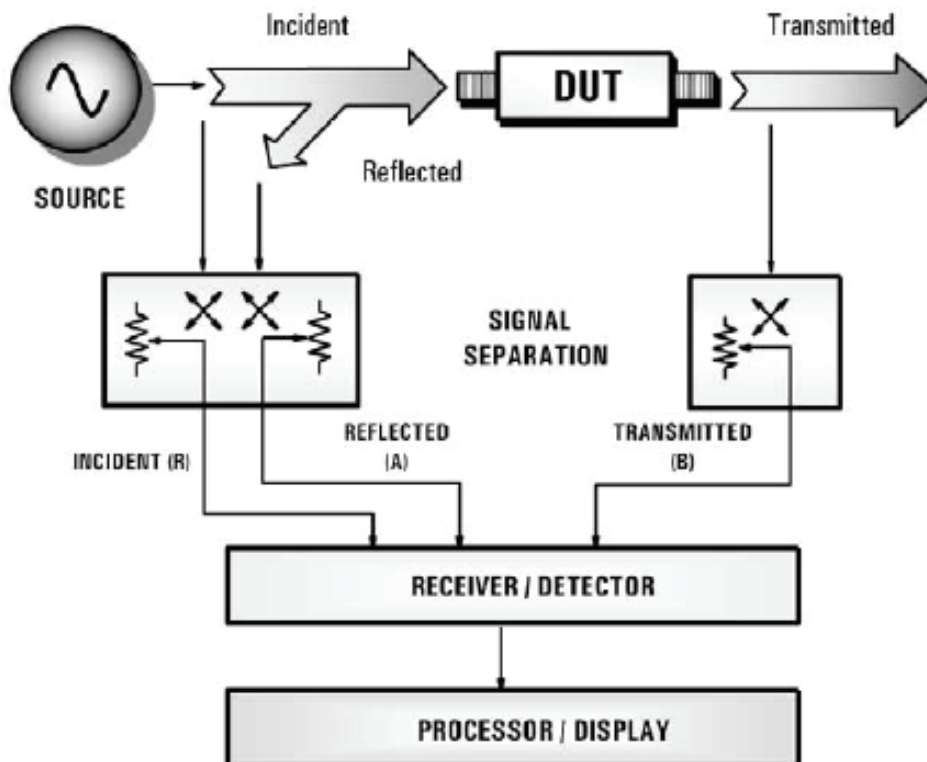 Incident
Transmitted
DUT
Reflected
SOURCE
SIGNAL
SEPARATION
REFLECTED
(A)
TRANSMITTED
(B)
INCIDENT (R)
RECEIVER / DETECTOR
PROCESSOR / DISPLAY